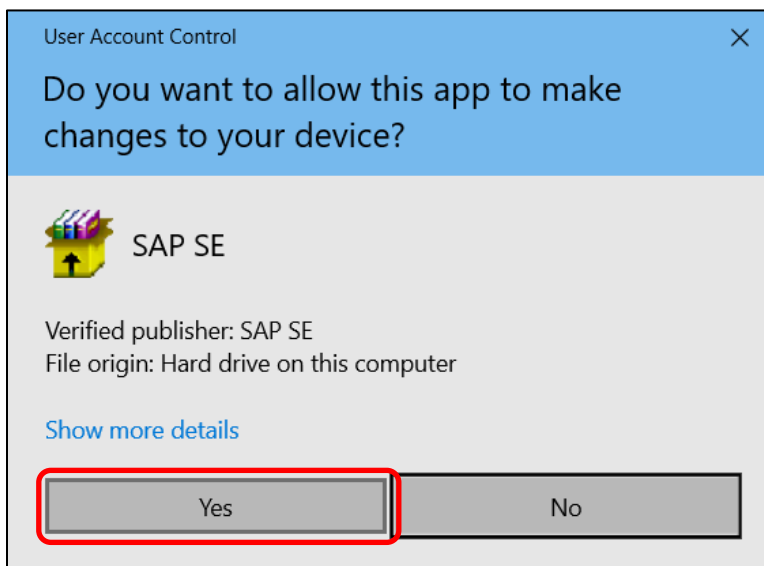 User Account Control
Do you want to allow this app to make
changes to your device?
SAP SE
Verified publisher: SAP SE
File origin: Hard drive on this computer
Show more details
Yes
No